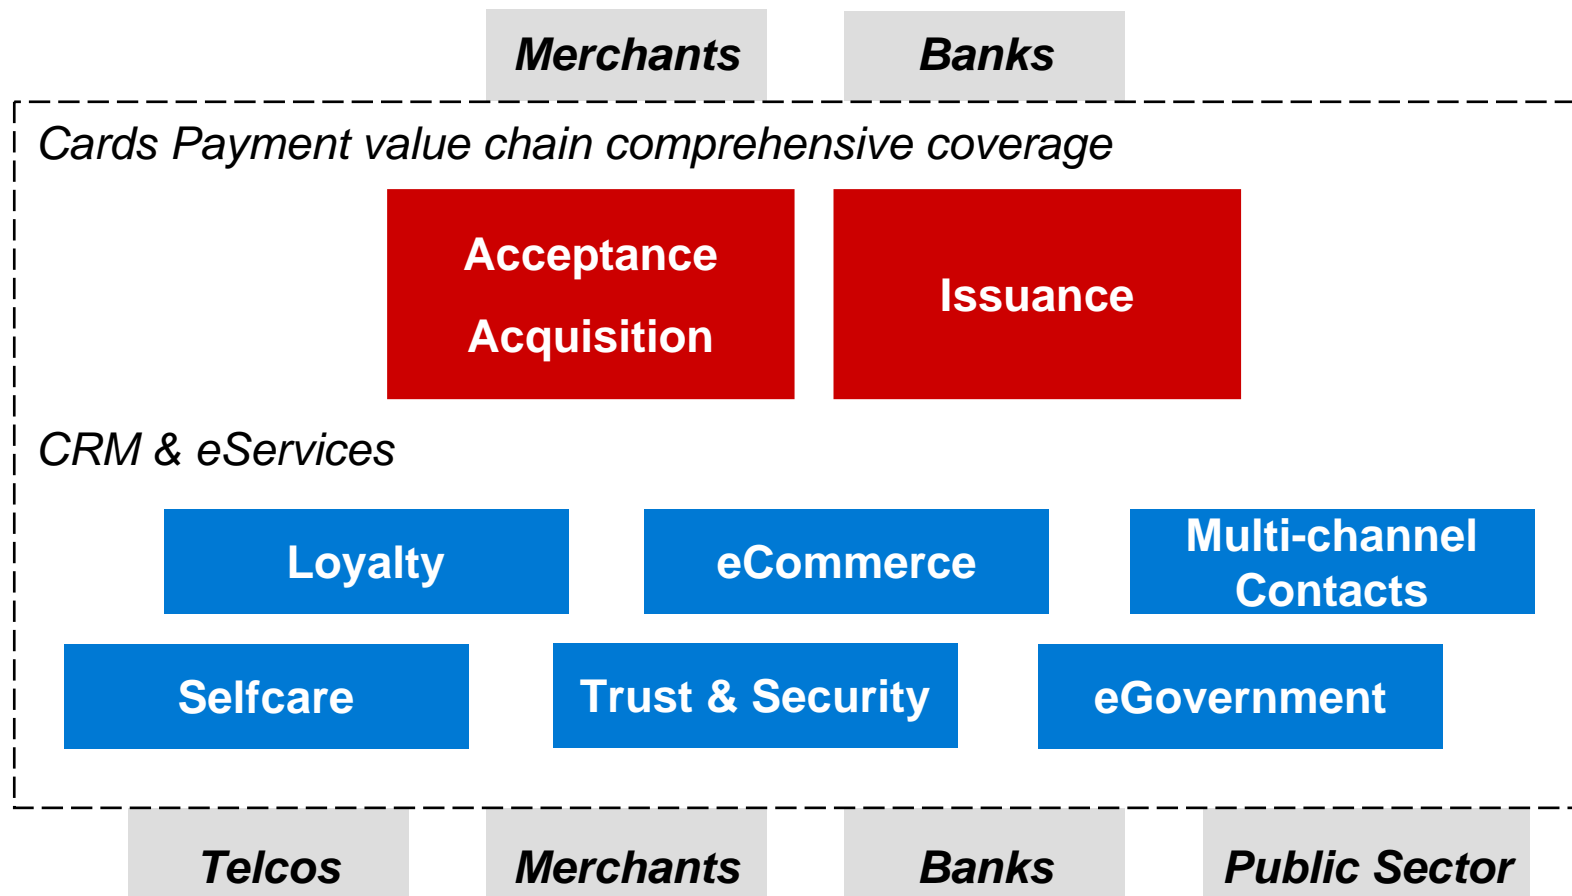 Merchants
Banks
Cards Payment value chain comprehensive coverage
Acceptance
Acquisition
Issuance
CRM & eServices
Loyalty
eCommerce
Multi-channel
Contacts
Selfcare
Trust & Security
eGovernment
Telcos
Merchants
Banks
Public Sector